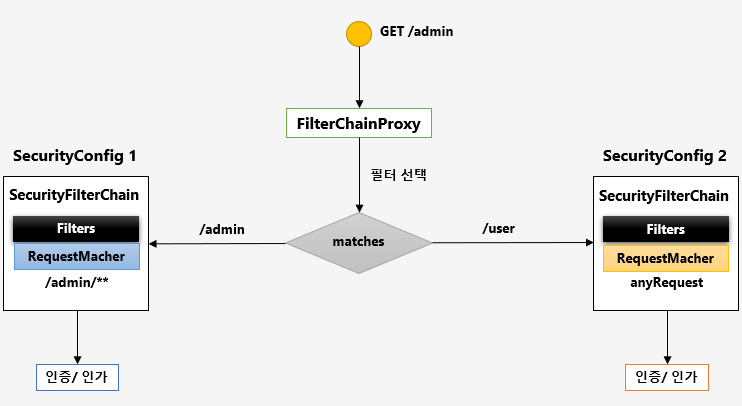 GET /admin
FilterChainProxy
필터 선택
matches
/admin
/user
SecurityConfig 1
SecurityFilterChain
Filters
RequestMacher
/admin/**
인증/ 인가
SecurityConfig 2
SecurityFilterChain
Filters
RequestMacher
anyRequest
인증/ 인가